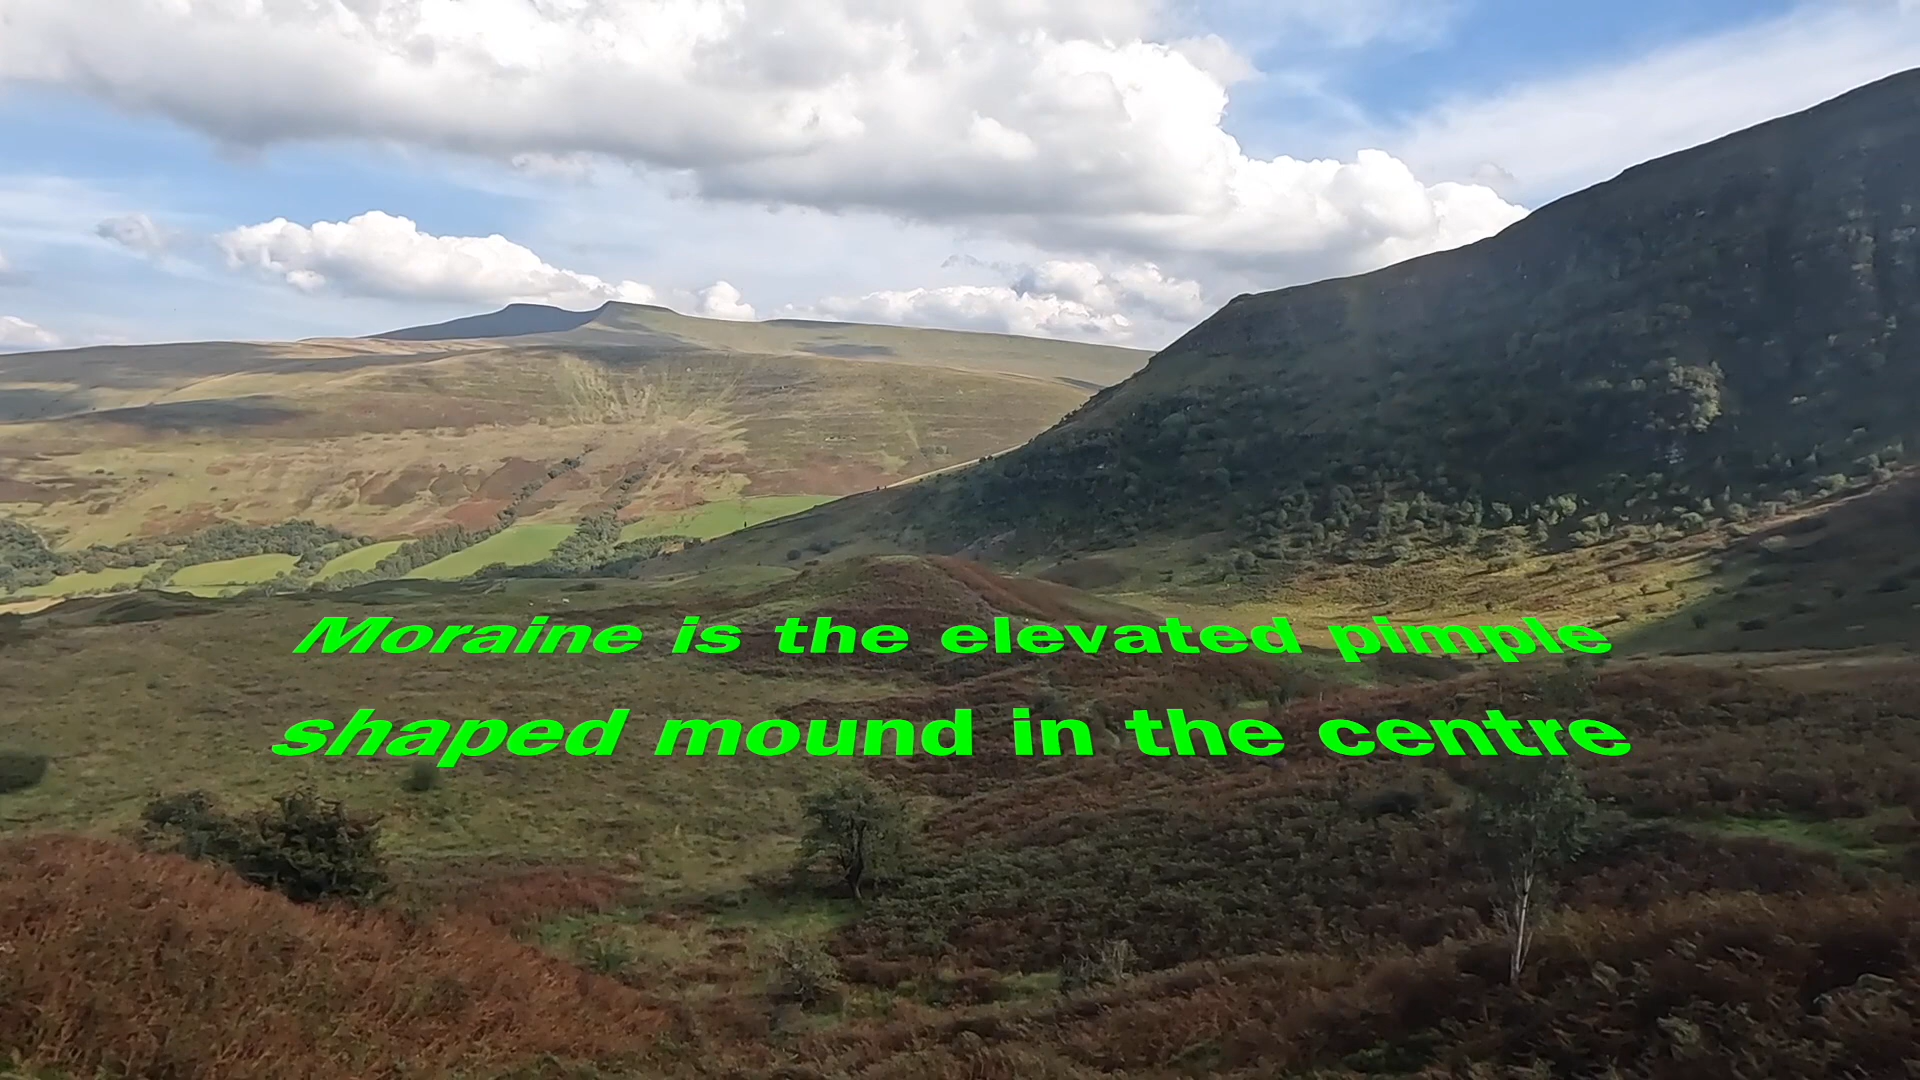 Moraine is the elevated pimple
shaped mound in the centre